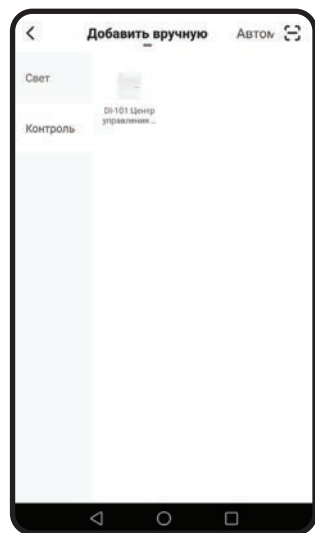 Добавить вручную Автом
Свет
DI-101 Центр
управления...
Контроль